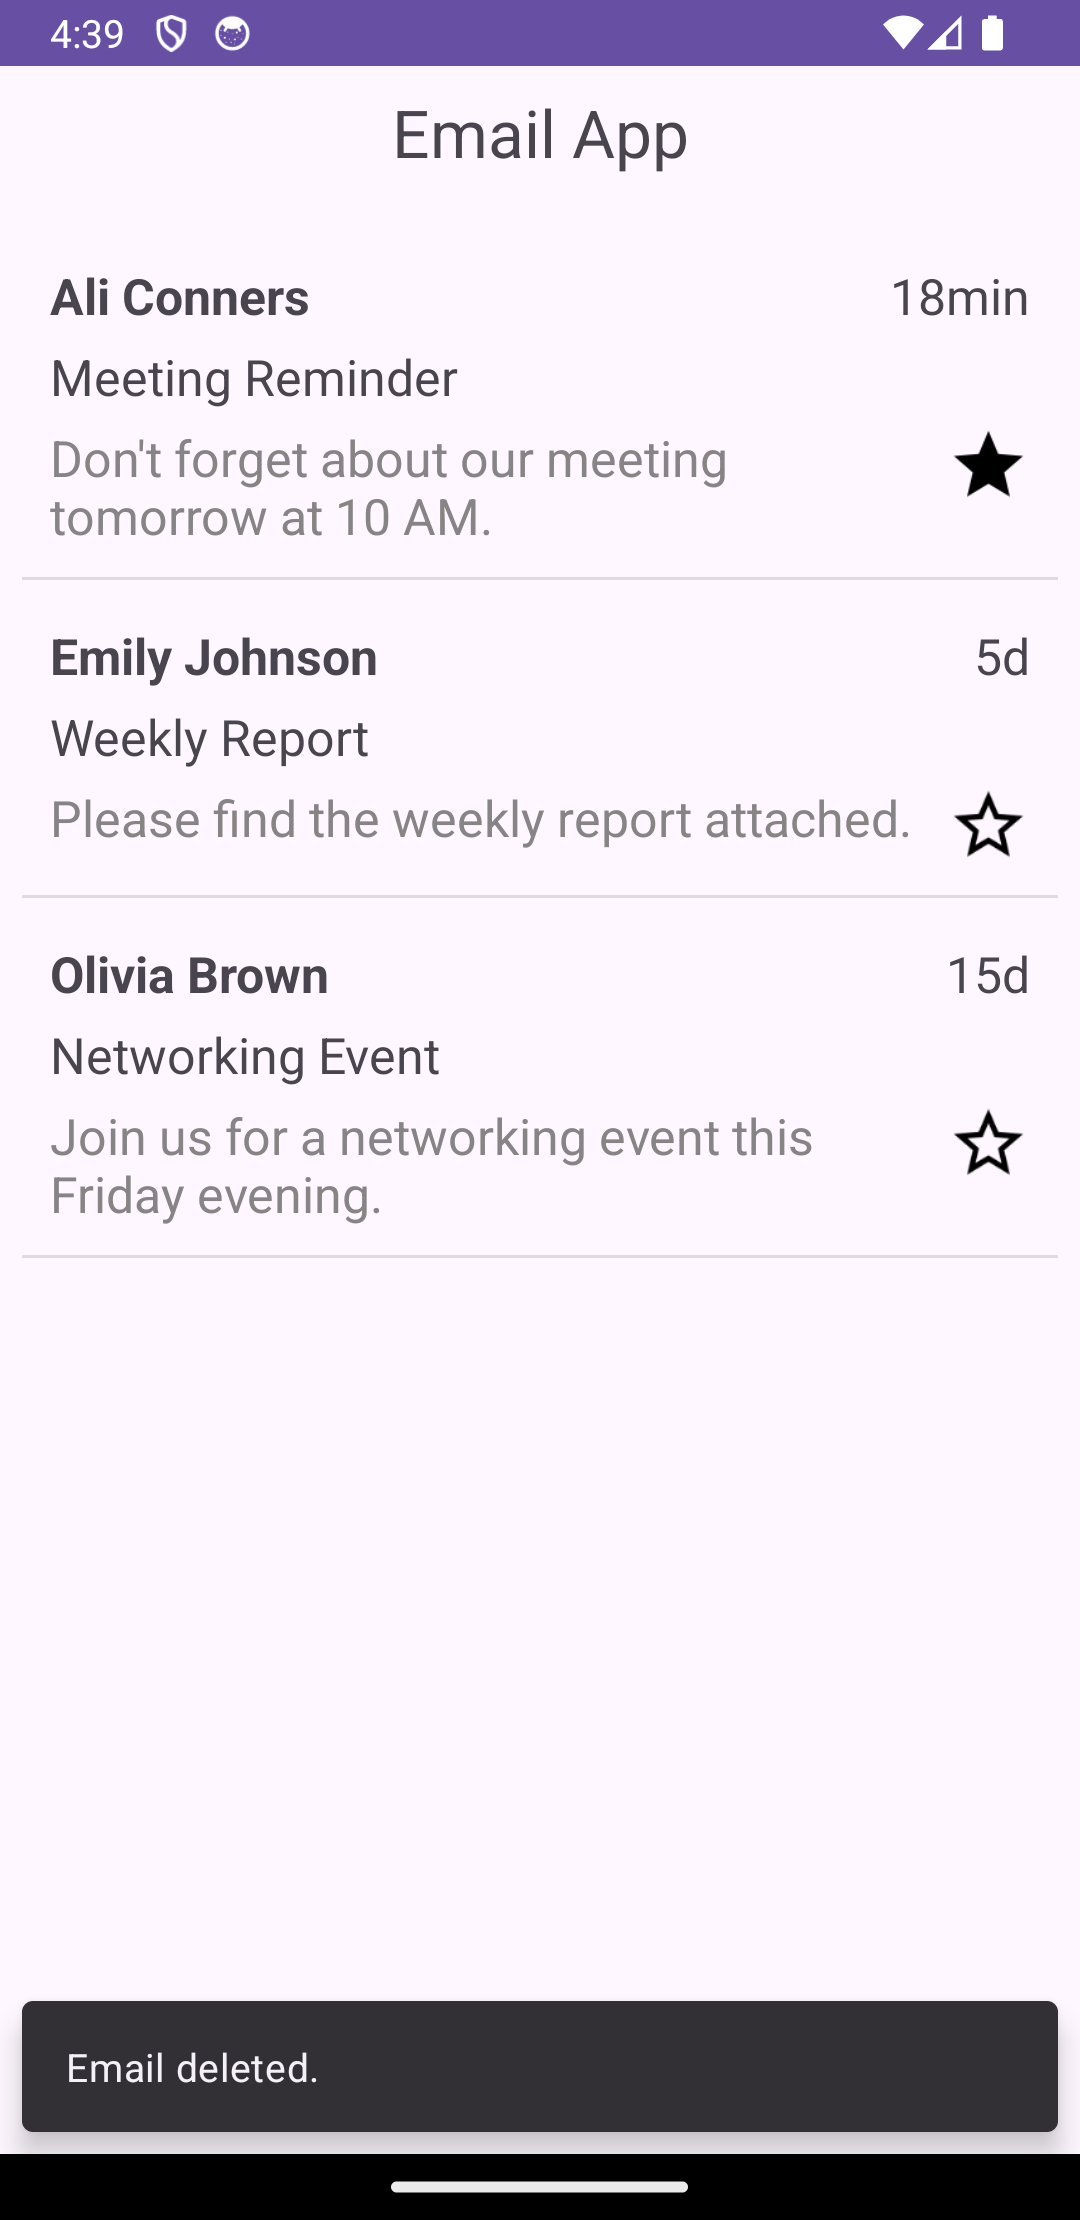 4:39
Email App
Ali Conners 18min
Meeting Reminder
Don't forget about our meeting
tomorrow at 10 AM.
Emily Johnson 5d
Weekly Report
Please find the weekly report attached.
Olivia Brown 15d
Networking Event
Join us for a networking event this
Friday evening.
Email deleted.